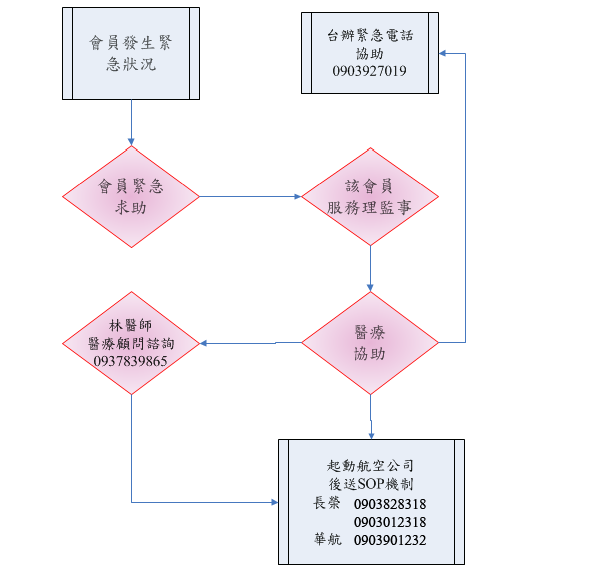 會員發生緊
急狀況
台辦緊急電話
協助
0903927019
會員緊急
求助
該會員
服務理監事
林醫師
醫療顧問諮詢
0937839865
醫療
協助
起動航空公司
後送SOP機制
長榮 0903828318
0903012318
華航 0903901232